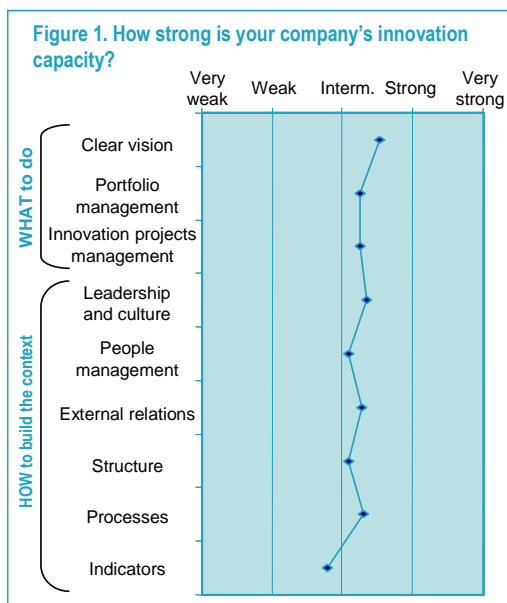 Figure 1. How strong is your company’s innovation
capacity?
Very
weak
Weak
Interm.
Strong
Very
strong
WHAT to do
Clear vision
Portfolio
management
Innovation projects
management
HOW to build the context
Leadership
and culture
People
management
External relations
Structure
Processes
Indicators